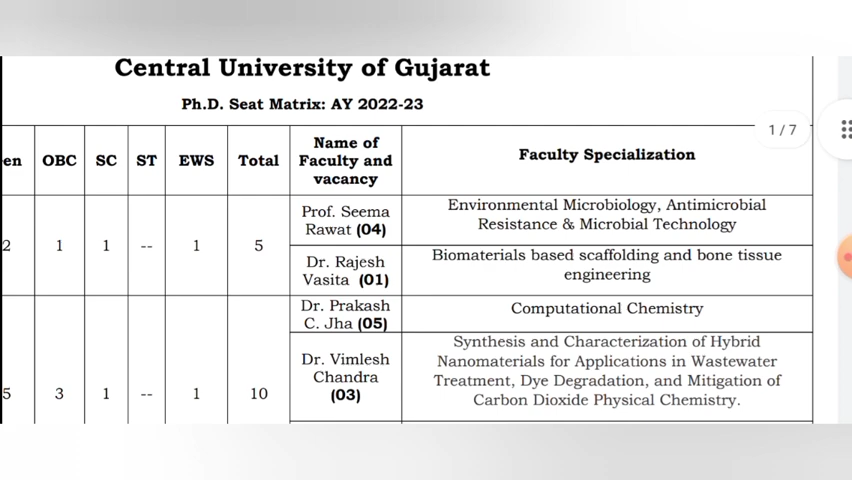 Central University of Gujarat
Ph.D. Seat Matrix: AY 2022-23
1 / 7
en OBC SC ST EWS Total Name of Faculty and vacancy Faculty Specialization
2 1 1 -- 1 5
Prof. Seema
Rawat (04)
Environmental Microbiology, Antimicrobial
Resistance & Microbial Technology
Dr. Rajesh
Vasita (01)
Biomaterials based scaffolding and bone tissue
engineering
5 3 1 -- 1 10
Dr. Prakash
C. Jha (05)
Computational Chemistry
Dr. Vimlesh
Chandra
(03)
Synthesis and Characterization of Hybrid
Nanomaterials for Applications in Wastewater
Treatment, Dye Degradation, and Mitigation of
Carbon Dioxide Physical Chemistry.